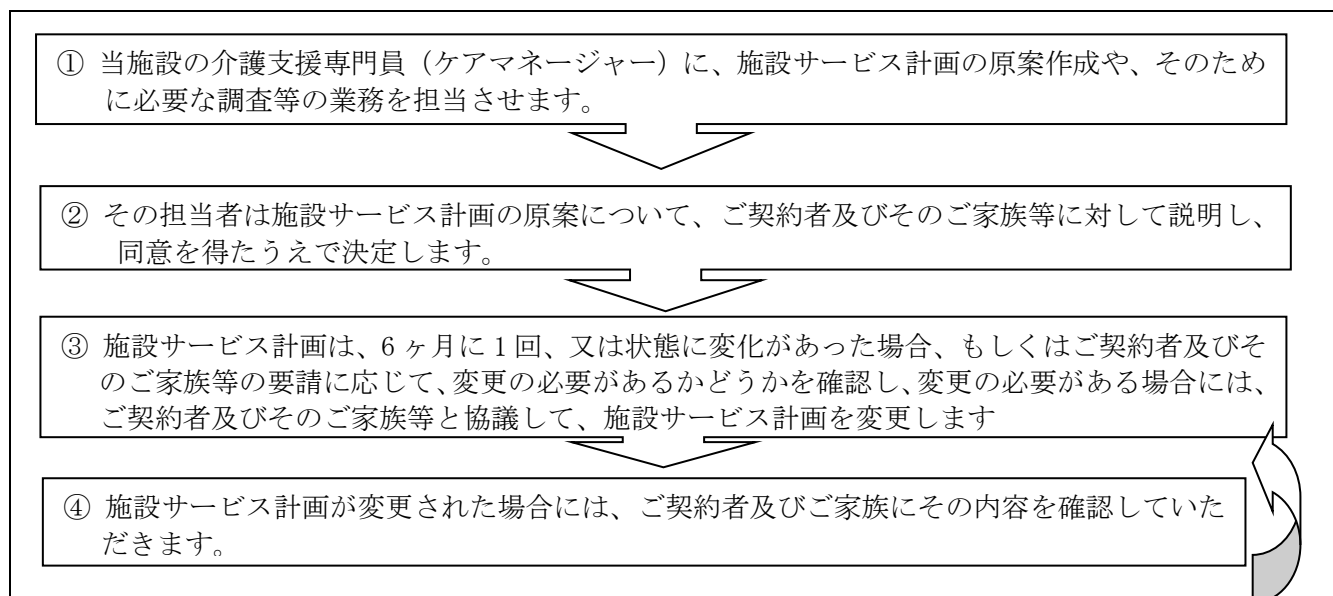 ① 当施設の介護支援専門員（ケアマネージャー）に、施設サービス計画の原案作成や、そのため
に必要な調査等の業務を担当させます。
② その担当者は施設サービス計画の原案について、ご契約者及びそのご家族等に対して説明し、
同意を得たうえで決定します。
③ 施設サービス計画は、6 ヶ月に 1 回、又は状態に変化があった場合、もしくはご契約者及びそ
のご家族等の要請に応じて、変更の必要があるかどうかを確認し、変更の必要がある場合には、
ご契約者及びそのご家族等と協議して、施設サービス計画を変更します
④ 施設サービス計画が変更された場合には、ご契約者及びご家族にその内容を確認していた
だきます。